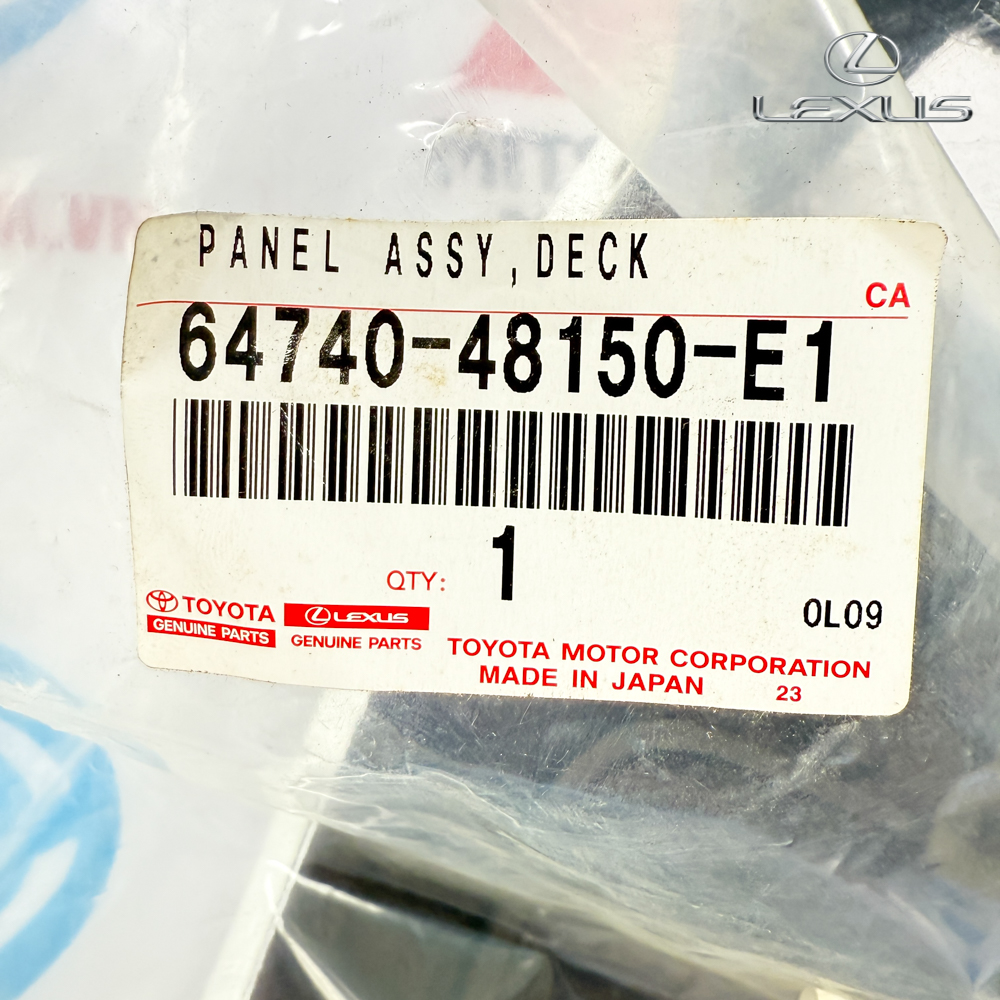 LEXUS
PANEL ASSY,DECK
CA
64740-48150-E1
QTY: 1
0L09
TOYOTA
GENUINE PARTS
LEXUS
GENUINE PARTS
TOYOTA MOTOR CORPORATION
MADE IN JAPAN 23